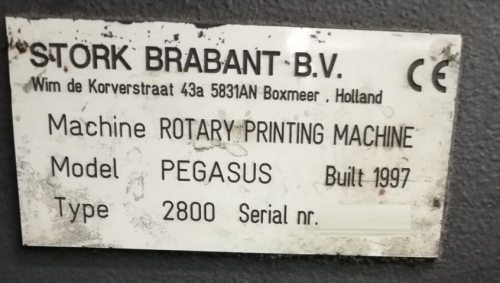 STORK BRABANT B.V. CE
Wim de Korverstraat 43a 5831AN Boxmeer . Holland
Machine ROTARY PRINTING MACHINE
Model PEGASUS Built 1997
Type 2800 Serial nr.